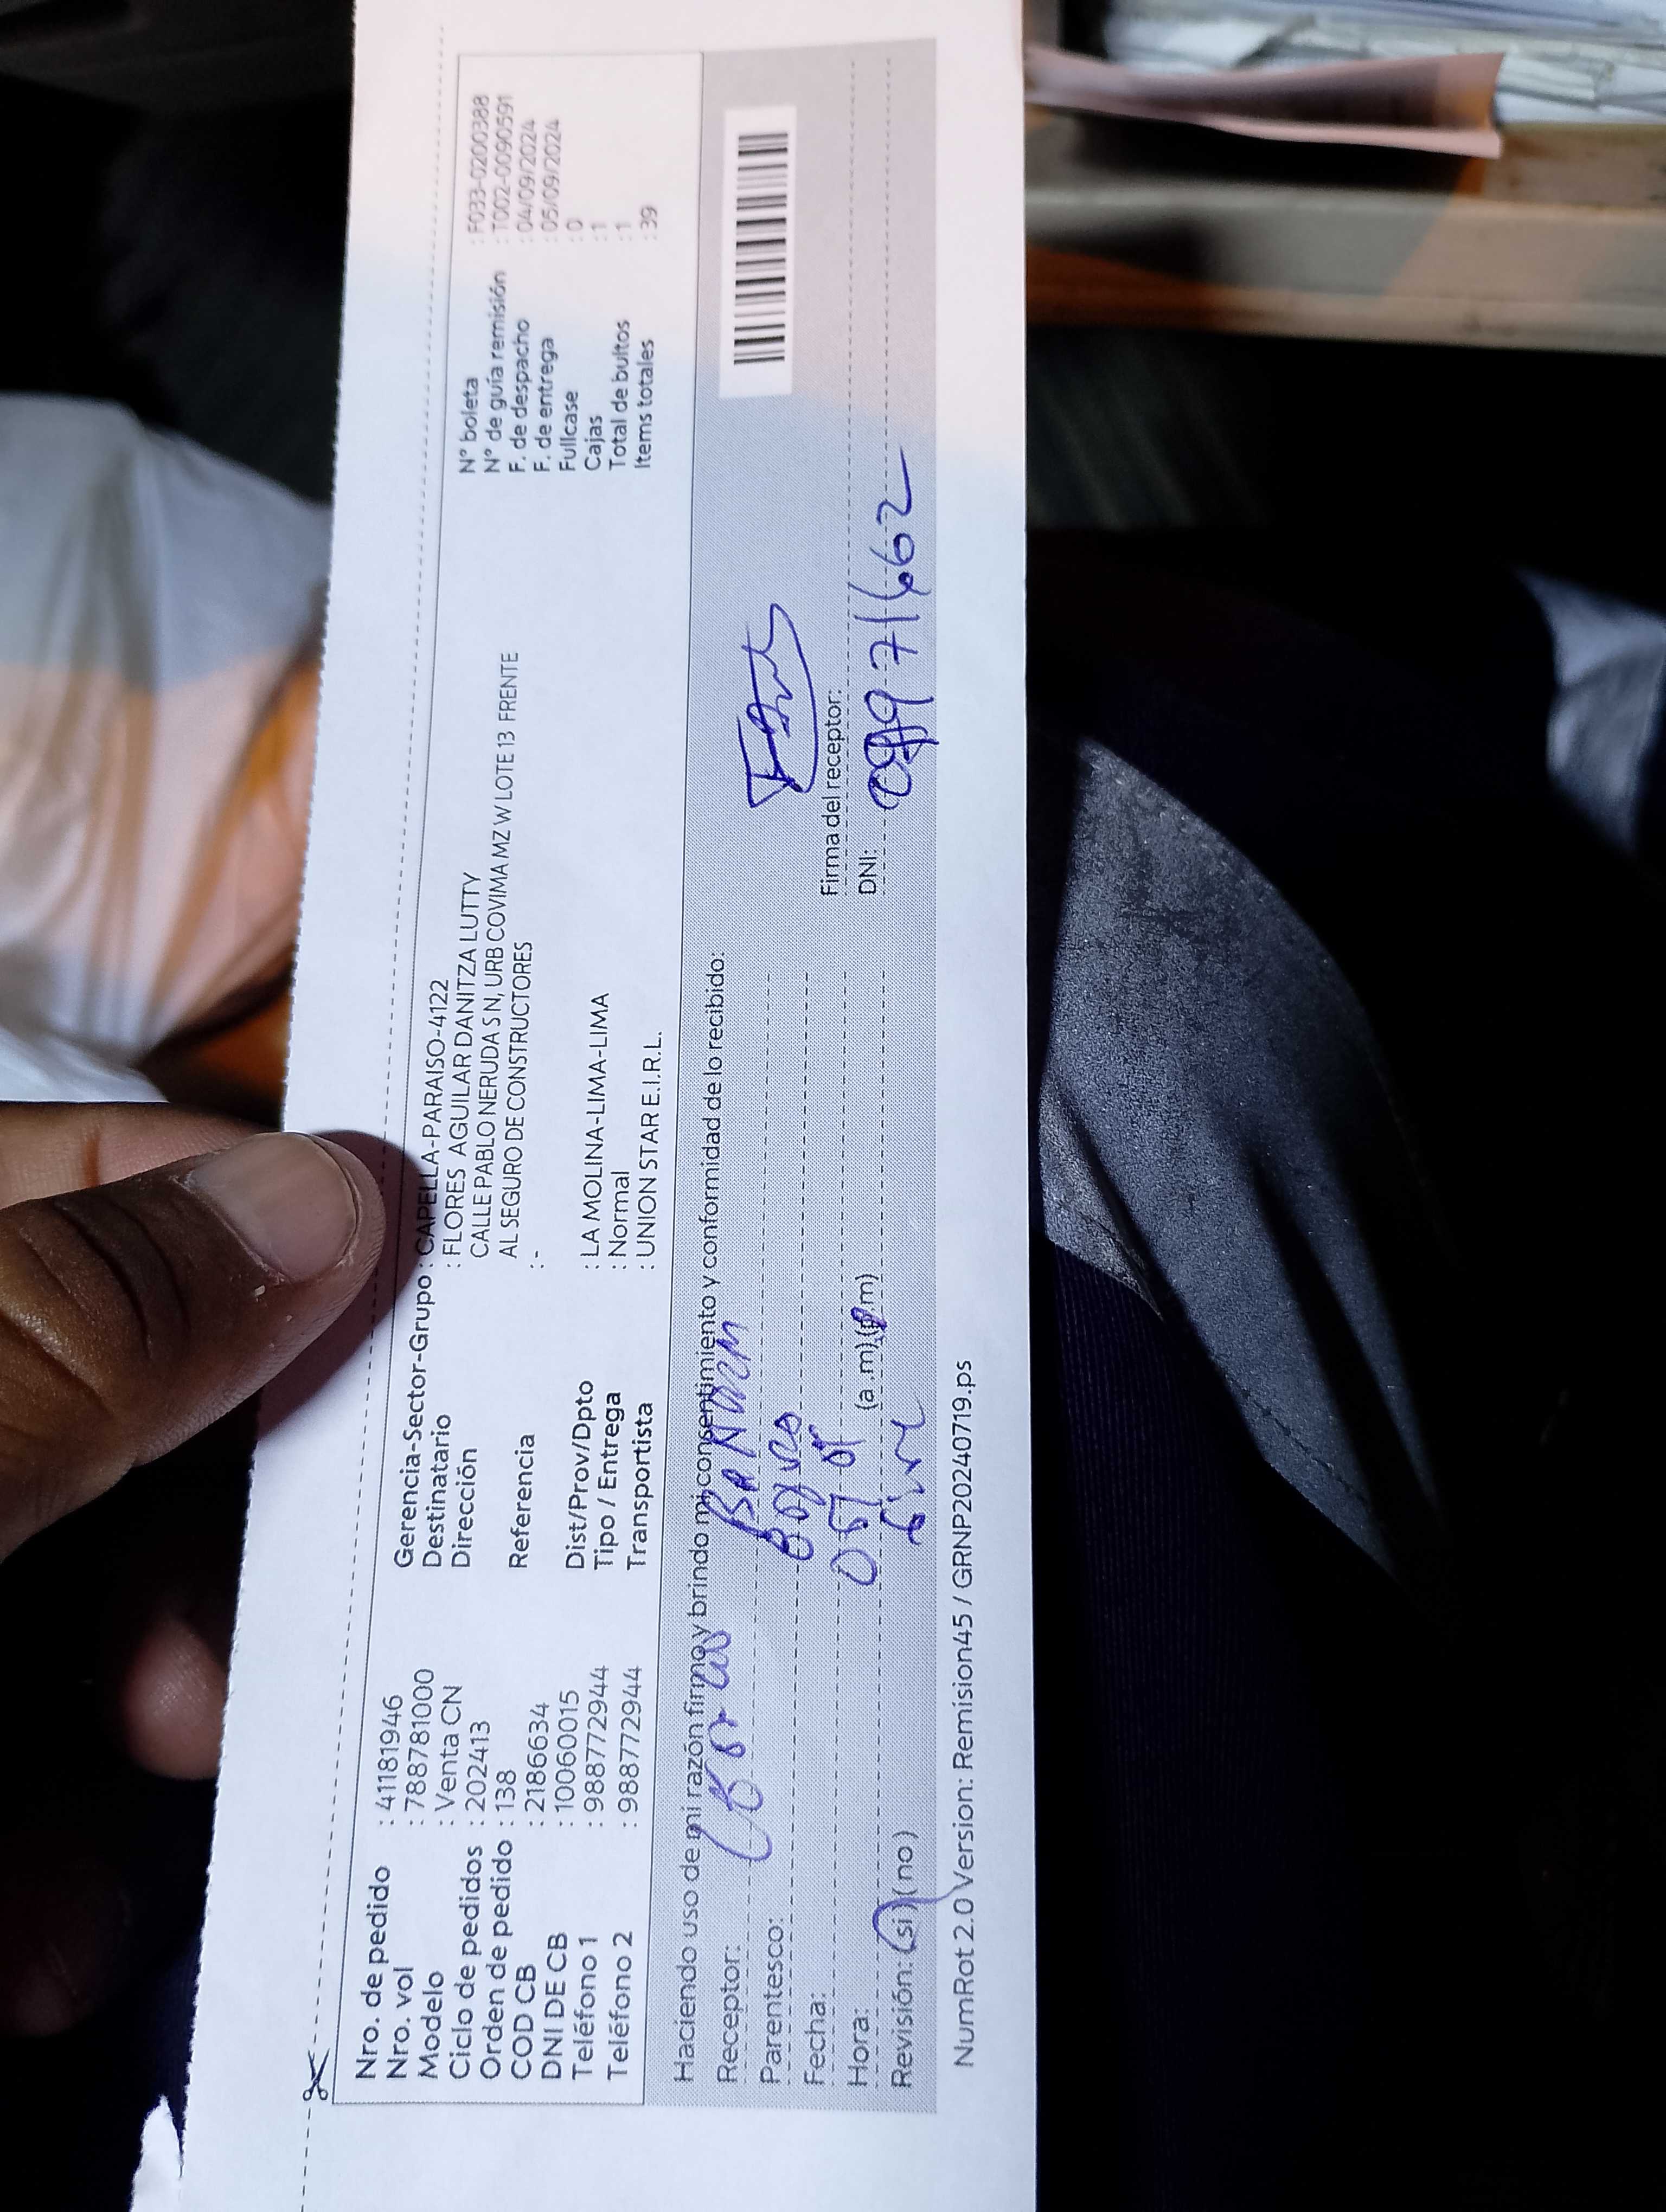 Nro. de pedido : 41181946
Nro. vol : 788781000
Modelo : Venta CN
Ciclo de pedidos : 202413
Orden de pedido : 138
COD CB : 2186634
DNI DE CB : 10060015
Teléfono 1 : 988772944
Teléfono 2 : 988772944
Gerencia-Sector-Grupo : CAPELLA-PARAISO-4122
Destinatario : FLORES AGUILAR DANITZA LUTTY
Dirección CALLE PABLO NERUDA S N, URB COVIMA MZ W LOTE 13 FRENTE
AL SEGURO DE CONSTRUCTORES
Referencia : -
Dist/Prov/Dpto : LA MOLINA-LIMA-LIMA
Tipo / Entrega : Normal
Transportista : UNION STAR E.I.R.L.
N° boleta : F033-0200388
N° de guía remisión : T002-0090591
F. de despacho : 04/09/2024
F. de entrega : 05/09/2024
Fullcase : 0
Cajas : 1
Total de bultos : 1
Items totales : 39
Haciendo uso de mi razón firmo y brindo mi consentimiento y conformidad de lo recibido:
Receptor:
Parentesco:
Fecha:
Hora: (a.m) (p.m)
Revisión: (si) (no)
Firma del receptor:
DNI:
NumRot 2.0 Version: Remision45 / GRNP20240719.ps